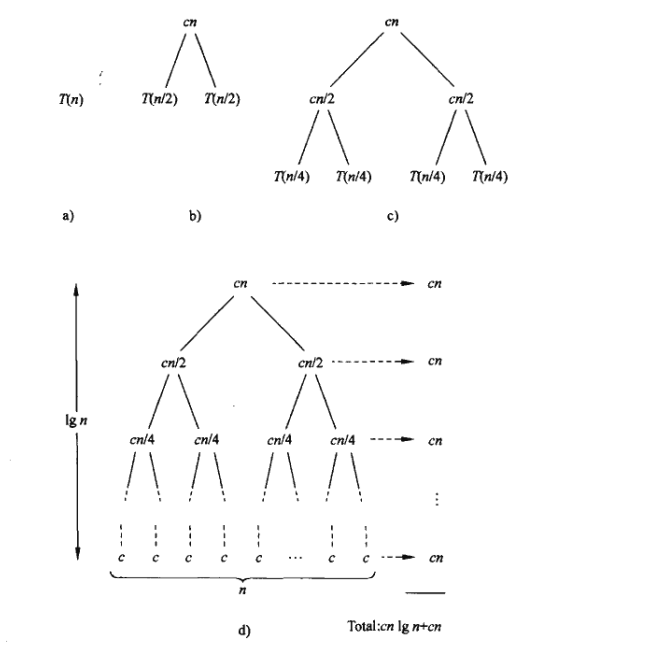 cn cn
T(n) T(n/2) T(n/2) cn/2 cn/2
T(n/4) T(n/4) T(n/4) T(n/4)
a) b) c)
cn cn
cn/2 cn/2 cn
lg n
cn/4 cn/4 cn/4 cn/4 cn
⋮
c c c c c ... c c cn
n
d) Total:cn lg n+cn